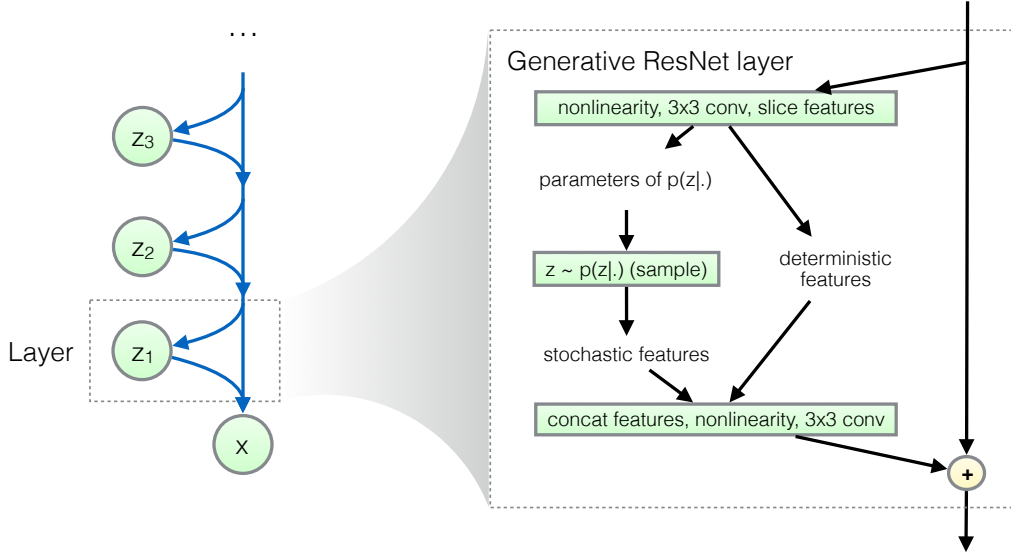 ...
z3
z2
Layer
z1
x
Generative ResNet layer
nonlinearity, 3x3 conv, slice features
parameters of p(z|.)
z ~ p(z|.) (sample)
deterministic
features
stochastic features
concat features, nonlinearity, 3x3 conv
+